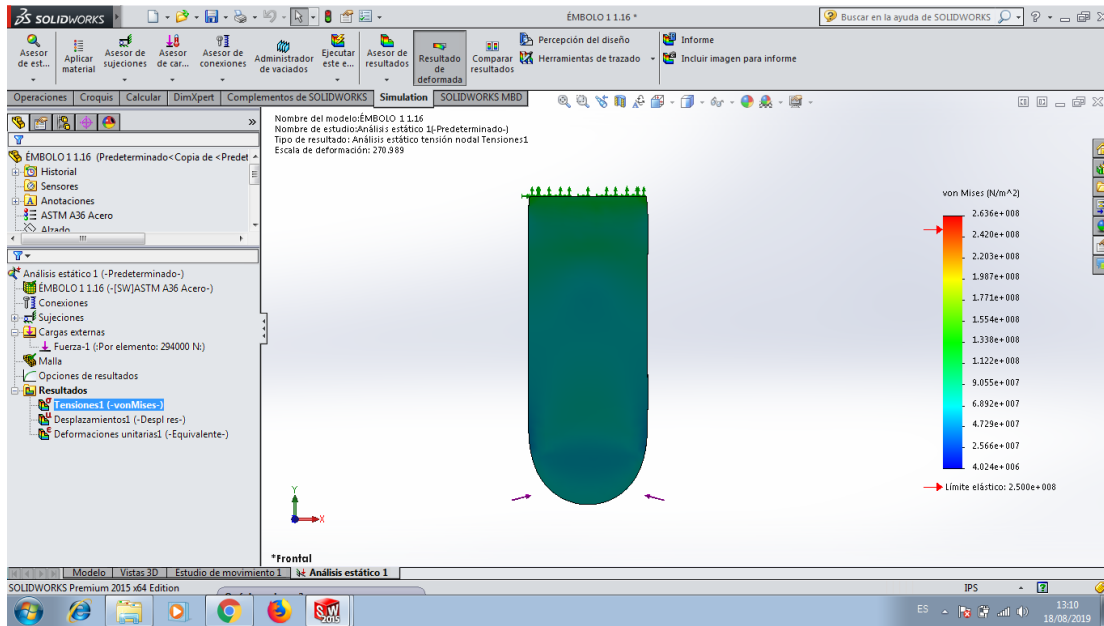 SOLIDWORKS
ÉMBOLO 1 1.16 *
Buscar en la ayuda de SOLIDWORKS
Asesor de est...
Aplicar material
Asesor de sujeciones
Asesor de car...
Asesor de conexiones
Administrador de vaciados
Ejecutar este e...
Asesor de resultados
Resultado de deformada
Comparar resultados
Percepción del diseño
Herramientas de trazado
Informe
Incluir imagen para informe
Operaciones Croquis Calcular DimXpert Complementos de SOLIDWORKS Simulation SOLIDWORKS MBD
ÉMBOLO 1 1.16 (Predeterminado<Copia de <Predet
Historial
Sensores
Anotaciones
ASTM A36 Acero
Alzado
Análisis estático 1 (-Predeterminado-)
ÉMBOLO 1 1.16 (-[SW]ASTM A36 Acero-)
Conexiones
Sujeciones
Cargas externas
Fuerza-1 (:Por elemento: 294000 N:)
Malla
Opciones de resultados
Resultados
Tensiones1 (-vonMises-)
Desplazamientos1 (-Despl res-)
Deformaciones unitarias1 (-Equivalente-)
Nombre del modelo:ÉMBOLO 1 1.16
Nombre de estudio:Análisis estático 1(-Predeterminado-)
Tipo de resultado: Análisis estático tensión nodal Tensiones1
Escala de deformación: 270.989
von Mises (N/m^2)
2.636e+008
2.420e+008
2.203e+008
1.987e+008
1.771e+008
1.554e+008
1.338e+008
1.122e+008
9.055e+007
6.892e+007
4.729e+007
2.566e+007
4.024e+006
Límite elástico: 2.500e+008
Y
X
*Frontal
Modelo Vistas 3D Estudio de movimiento 1 Análisis estático 1
SOLIDWORKS Premium 2015 x64 Edition
IPS
ES
13:10
18/08/2019